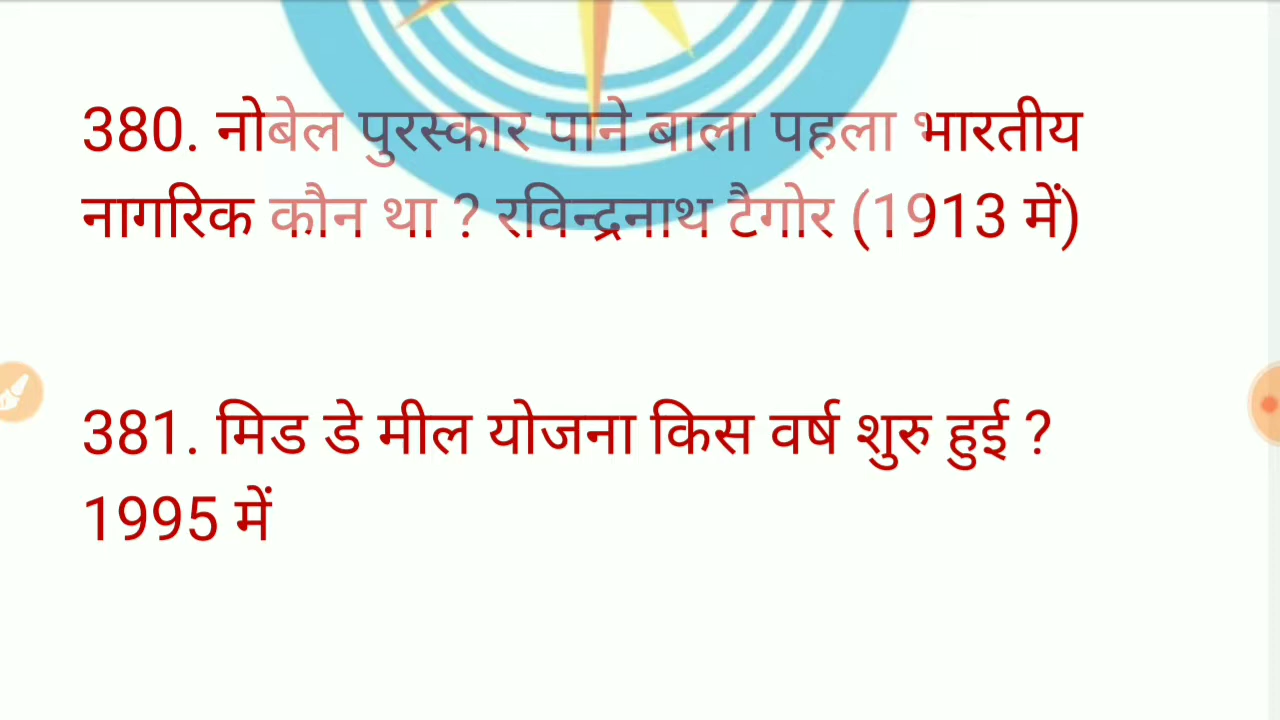 380. नोबेल पुरस्कार पाने बाला पहला भारतीय
नागरिक कौन था ? रविन्द्रनाथ टैगोर (1913 में)
381. मिड डे मील योजना किस वर्ष शुरु हुई ?
1995 में